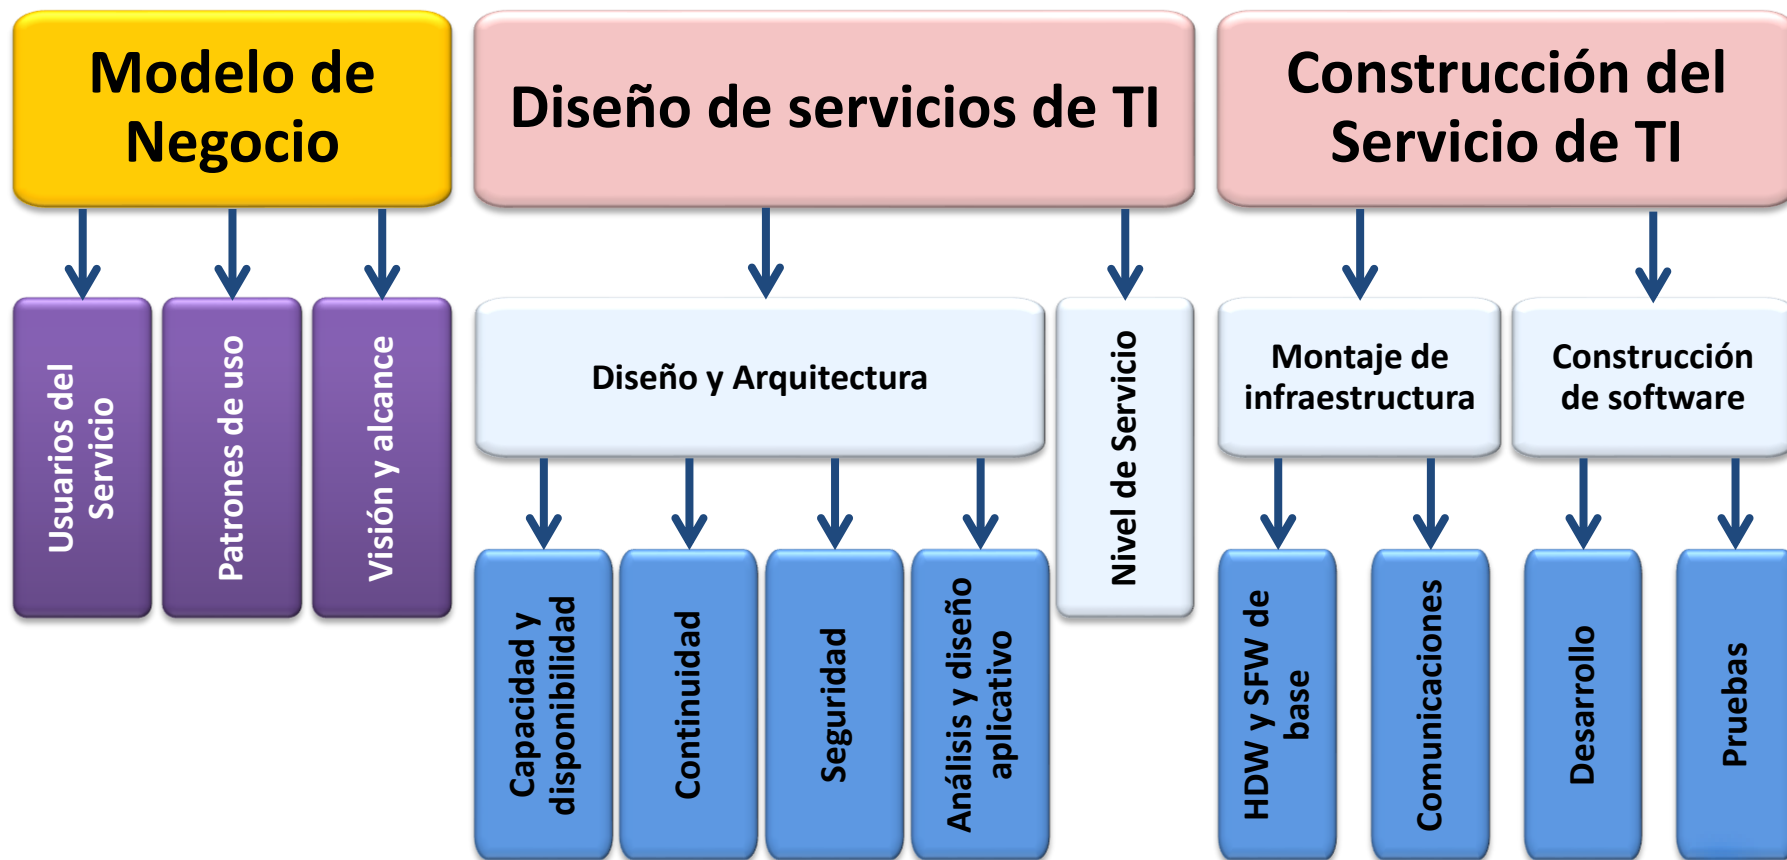 Modelo de
Negocio
Diseño de servicios de TI
Construcción del
Servicio de TI
Usuarios del
Servicio
Patrones de uso
Visión y alcance
Diseño y Arquitectura
Nivel de Servicio
Montaje de
infraestructura
Construcción
de software
Capacidad y
disponibilidad
Continuidad
Seguridad
Análisis y diseño
aplicativo
HDW y SFW de
base
Comunicaciones
Desarrollo
Pruebas